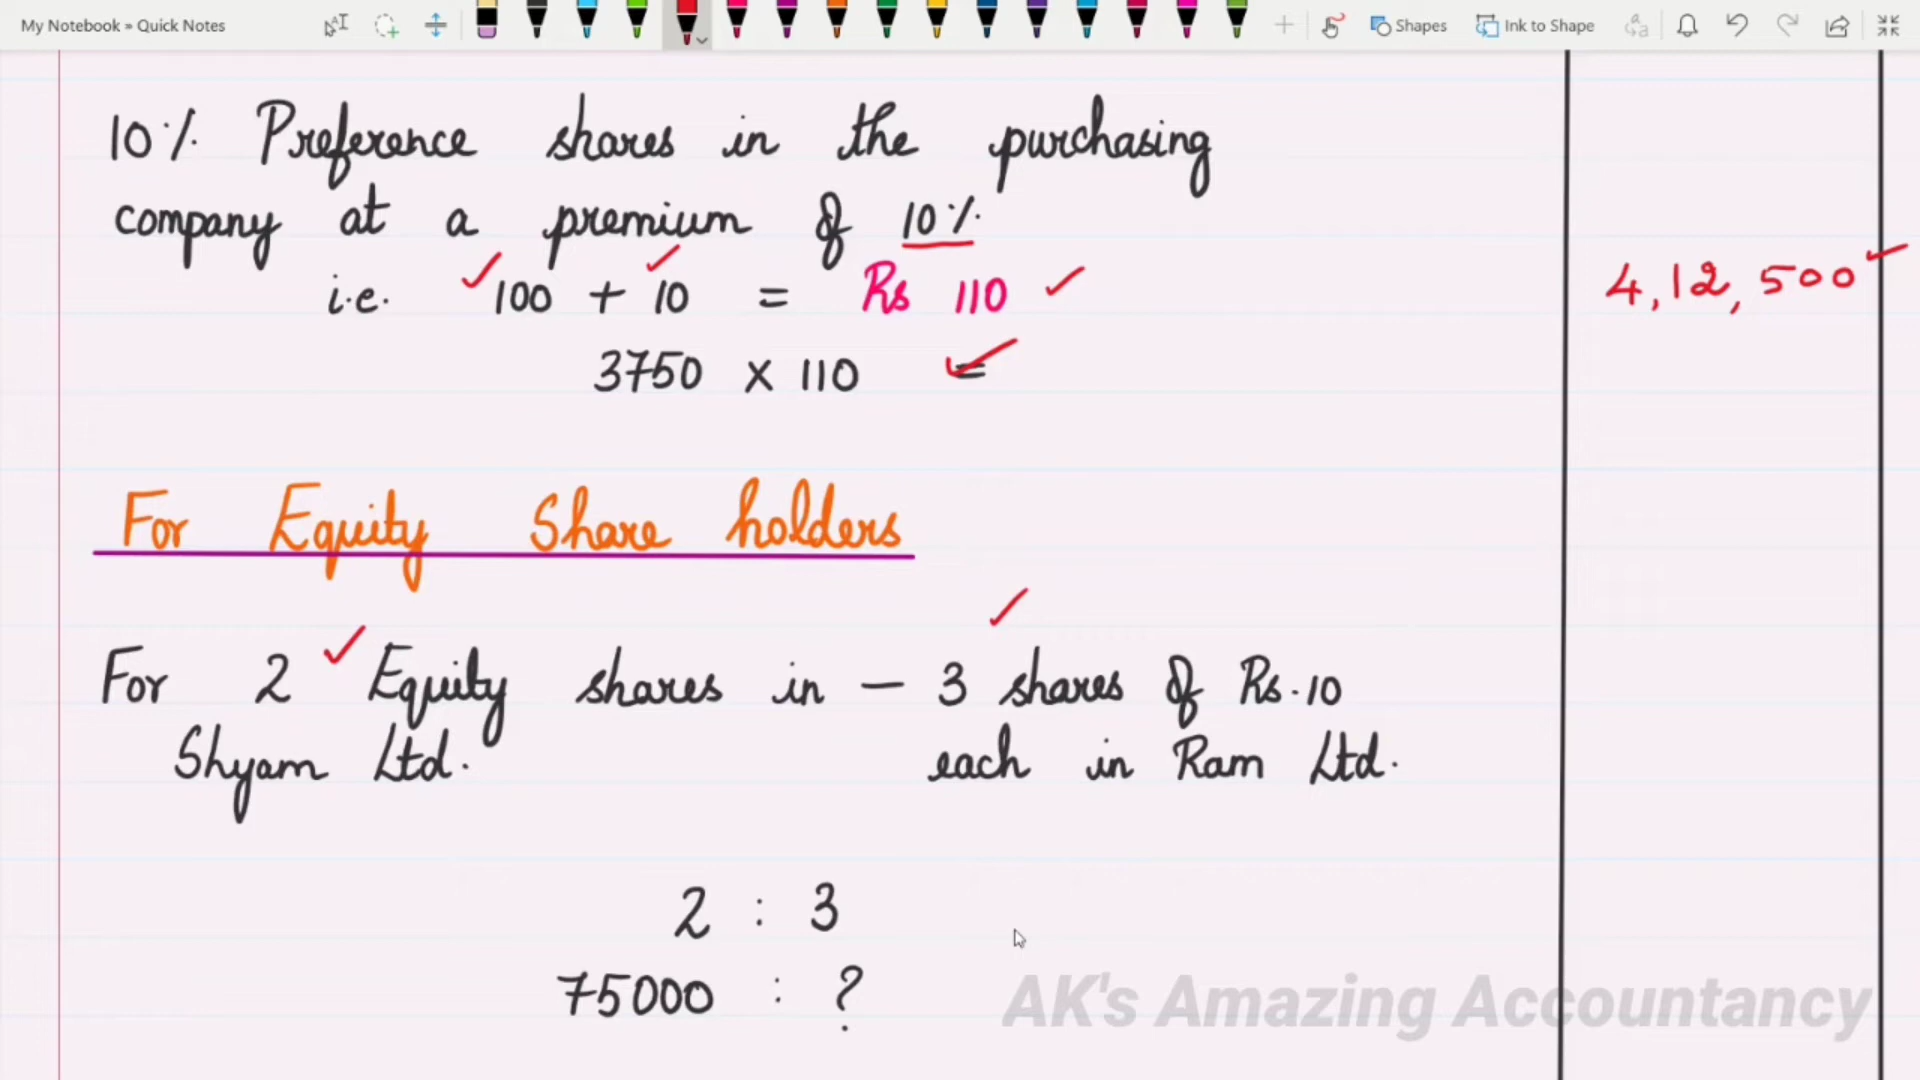 My Notebook » Quick Notes
Shapes
Ink to Shape
10% Preference shares in the purchasing
company at a premium of 10%
i.e. 100 + 10 = Rs 110
4,12,500
3750 x 110 =
For Equity Share holders
For 2 Equity shares in — 3 shares of Rs.10
Shyam Ltd. each in Ram Ltd.
2 : 3
75000 : ?
AK's Amazing Accountancy